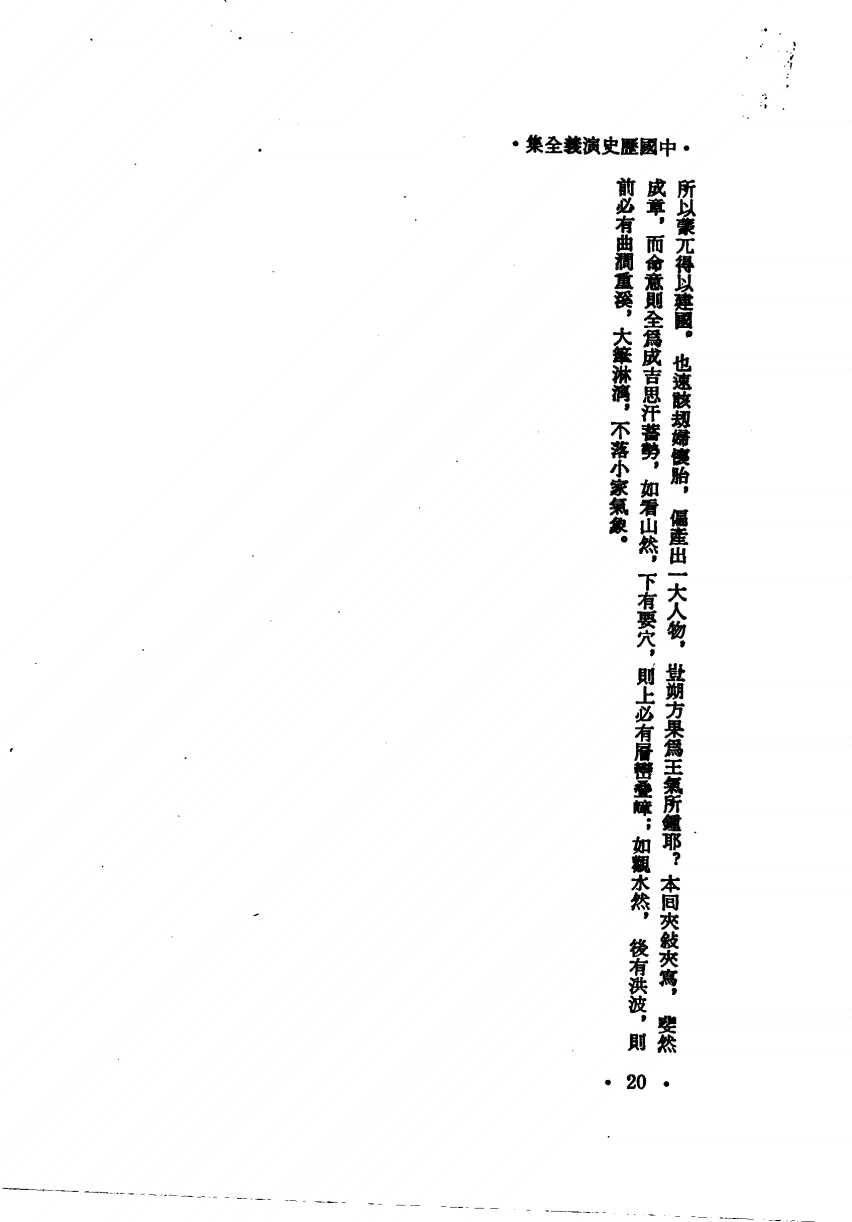 •中國歷史演義全集•
所以蒙兀得以建國。也速該刼婦懷胎，偏產出一大人物，豈朔方果爲王氣所鍾耶？本回夾敍夾寫，斐然
成章，而命意則全爲成吉思汗蓄勢，如看山然，下有要穴，則上必有層巒疊嶂；如觀水然，後有洪波，則
前必有曲澗重溪，大筆淋漓，不落小家氣象。
• 20 •